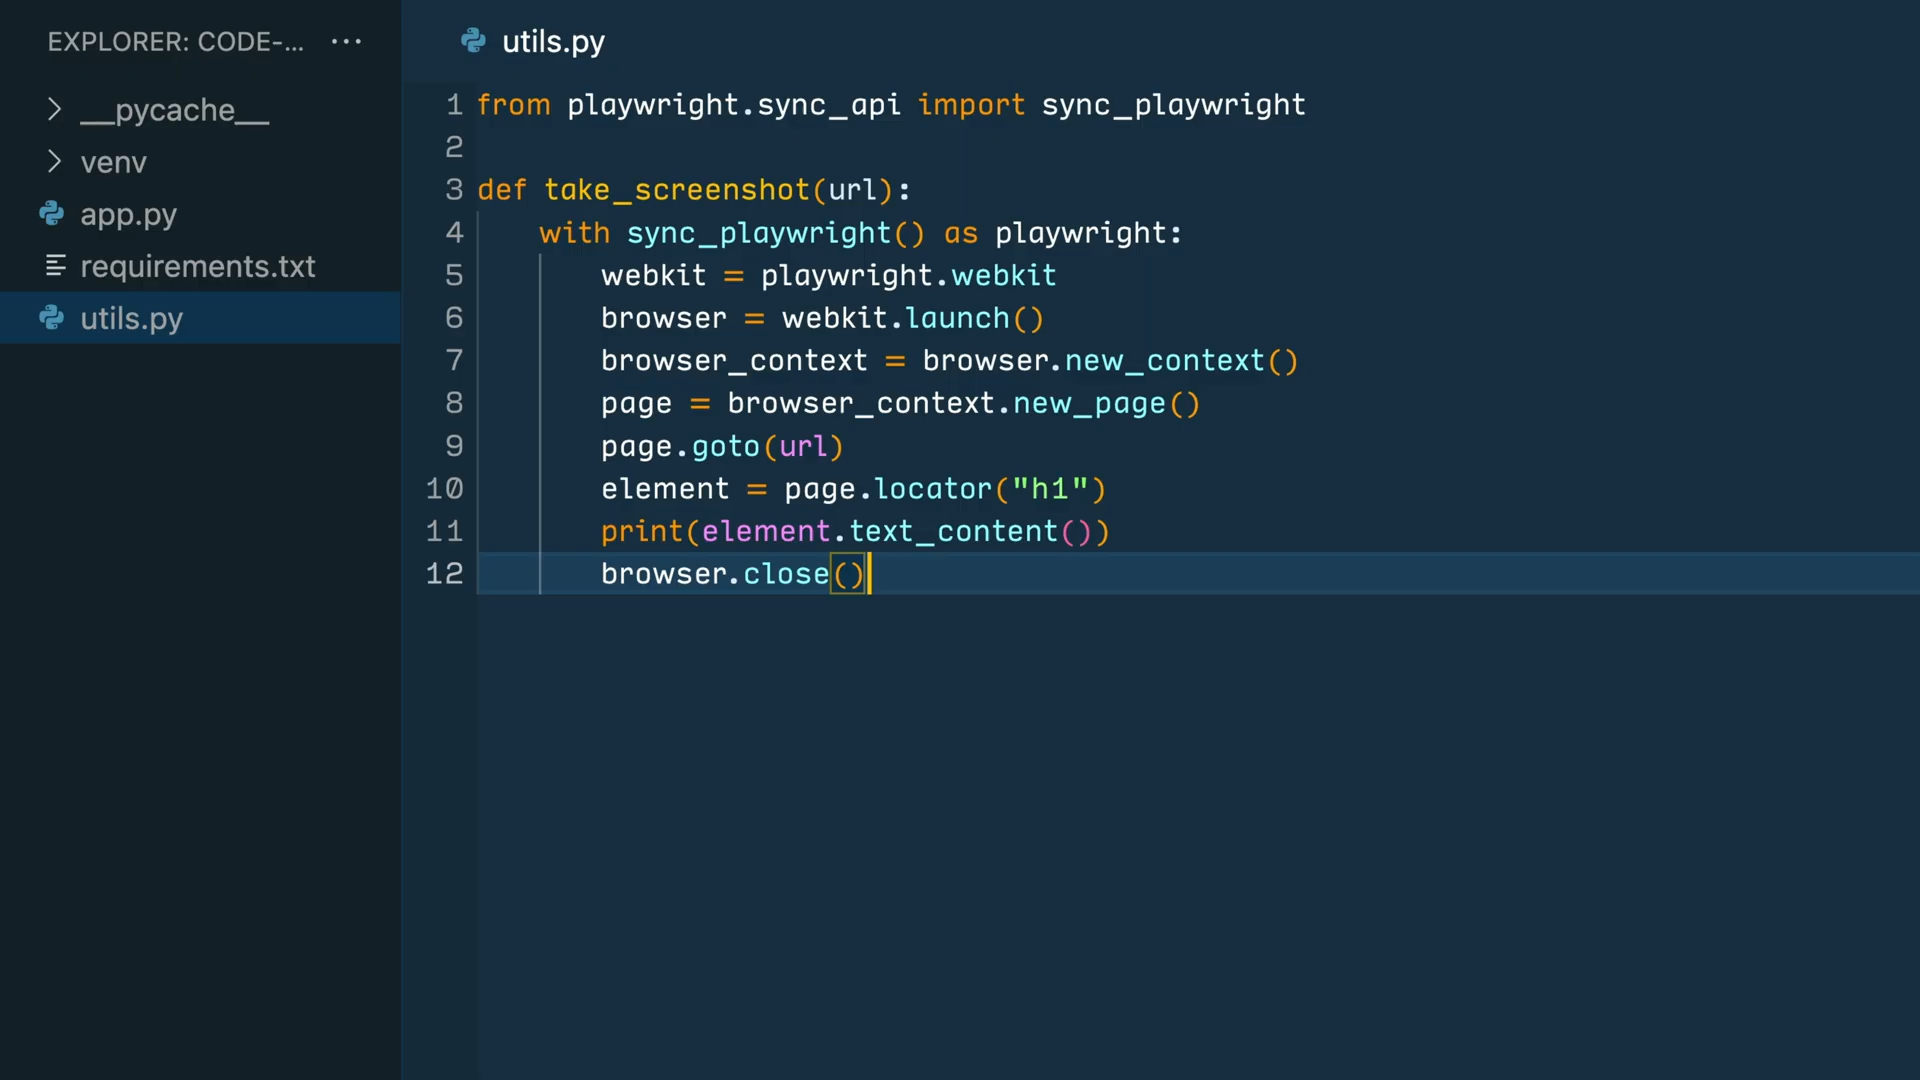 EXPLORER: CODE-... ···
__pycache__
venv
app.py
requirements.txt
utils.py
utils.py
1 from playwright.sync_api import sync_playwright
2
3 def take_screenshot(url):
4     with sync_playwright() as playwright:
5         webkit = playwright.webkit
6         browser = webkit.launch()
7         browser_context = browser.new_context()
8         page = browser_context.new_page()
9         page.goto(url)
10         element = page.locator("h1")
11         print(element.text_content())
12         browser.close()